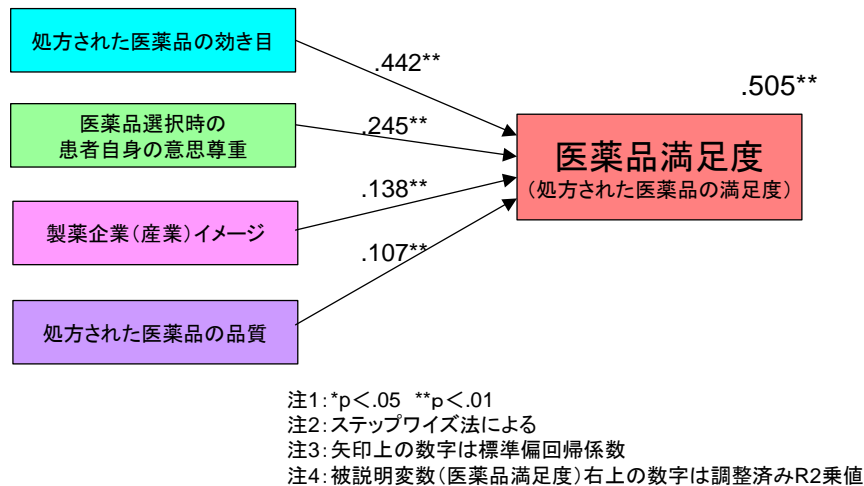 処方された医薬品の効き目
.442**
.505**
医薬品選択時の
患者自身の意思尊重
.245**
医薬品満足度
(処方された医薬品の満足度)
.138**
製薬企業(産業)イメージ
.107**
処方された医薬品の品質
注1:*p<.05 **p<.01
注2:ステップワイズ法による
注3:矢印上の数字は標準偏回帰係数
注4:被説明変数(医薬品満足度)右上の数字は調整済みR2乗値